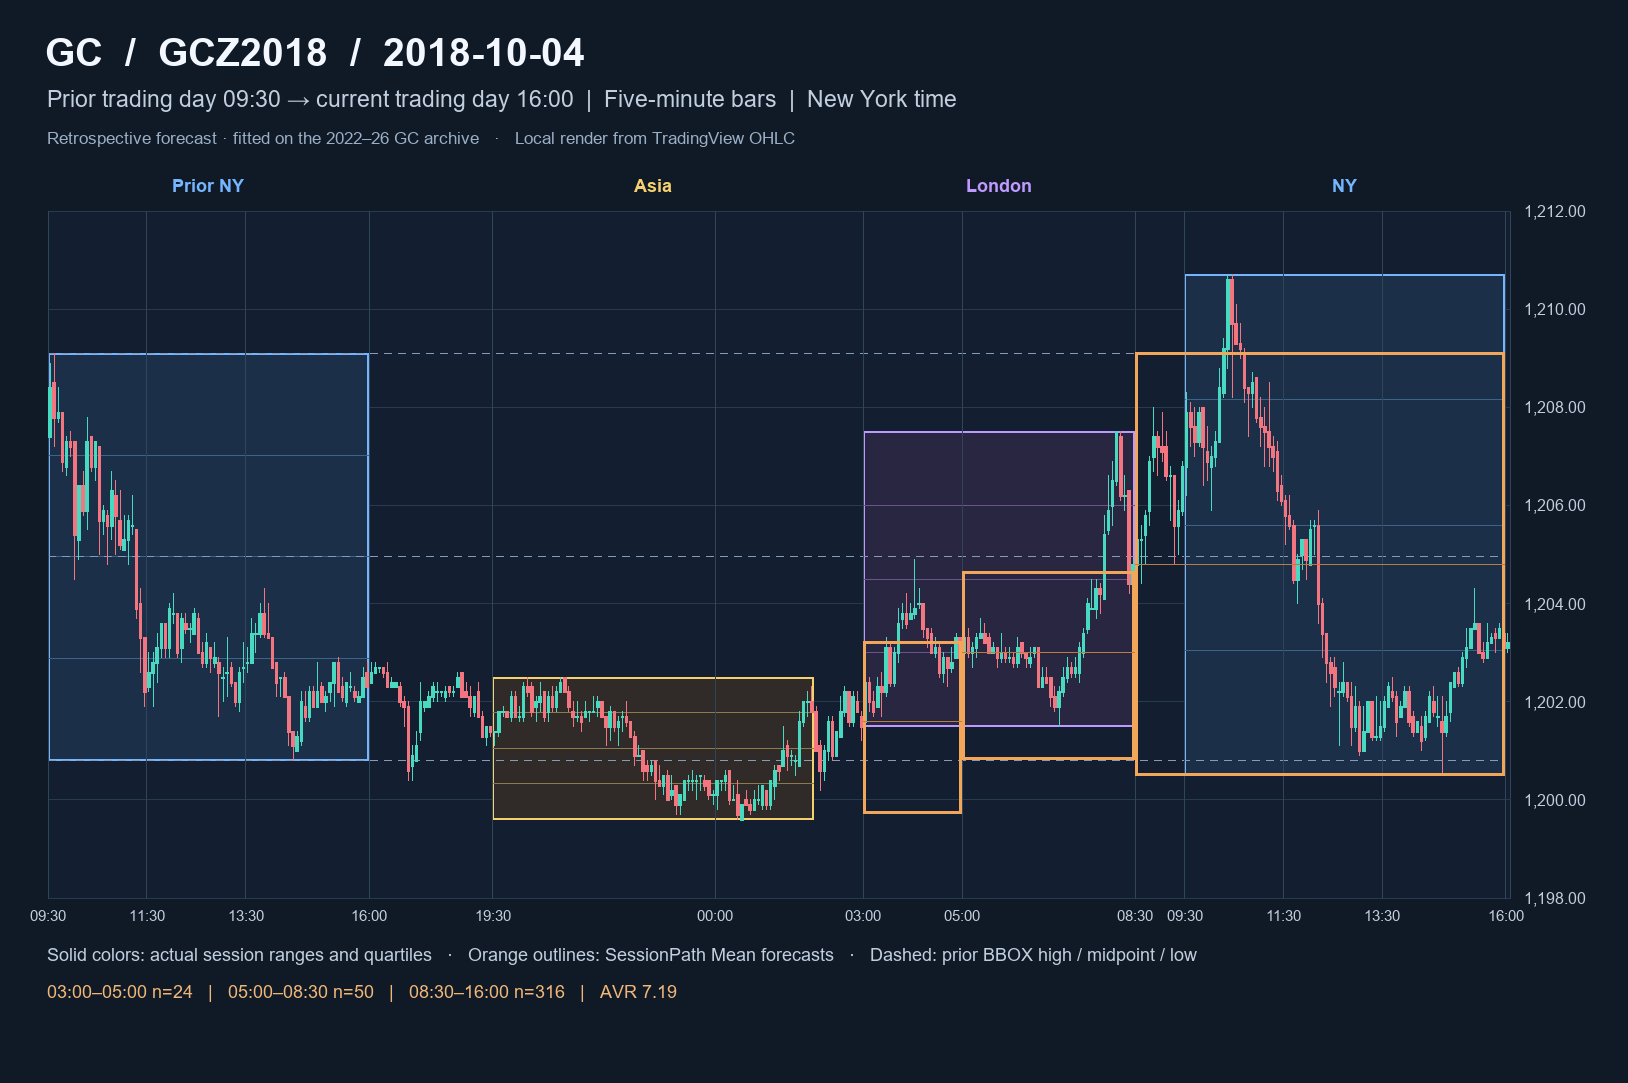 GC / GCZ2018 / 2018-10-04
Prior trading day 09:30 → current trading day 16:00 | Five-minute bars | New York time
Retrospective forecast · fitted on the 2022–26 GC archive · Local render from TradingView OHLC
Prior NY Asia London NY
1,212.00
1,210.00
1,208.00
1,206.00
1,204.00
1,202.00
1,200.00
1,198.00
09:30 11:30 13:30 16:00 19:30 00:00 03:00 05:00 08:30 09:30 11:30 13:30 16:00
Solid colors: actual session ranges and quartiles · Orange outlines: SessionPath Mean forecasts · Dashed: prior BBOX high / midpoint / low
03:00–05:00 n=24 | 05:00–08:30 n=50 | 08:30–16:00 n=316 | AVR 7.19